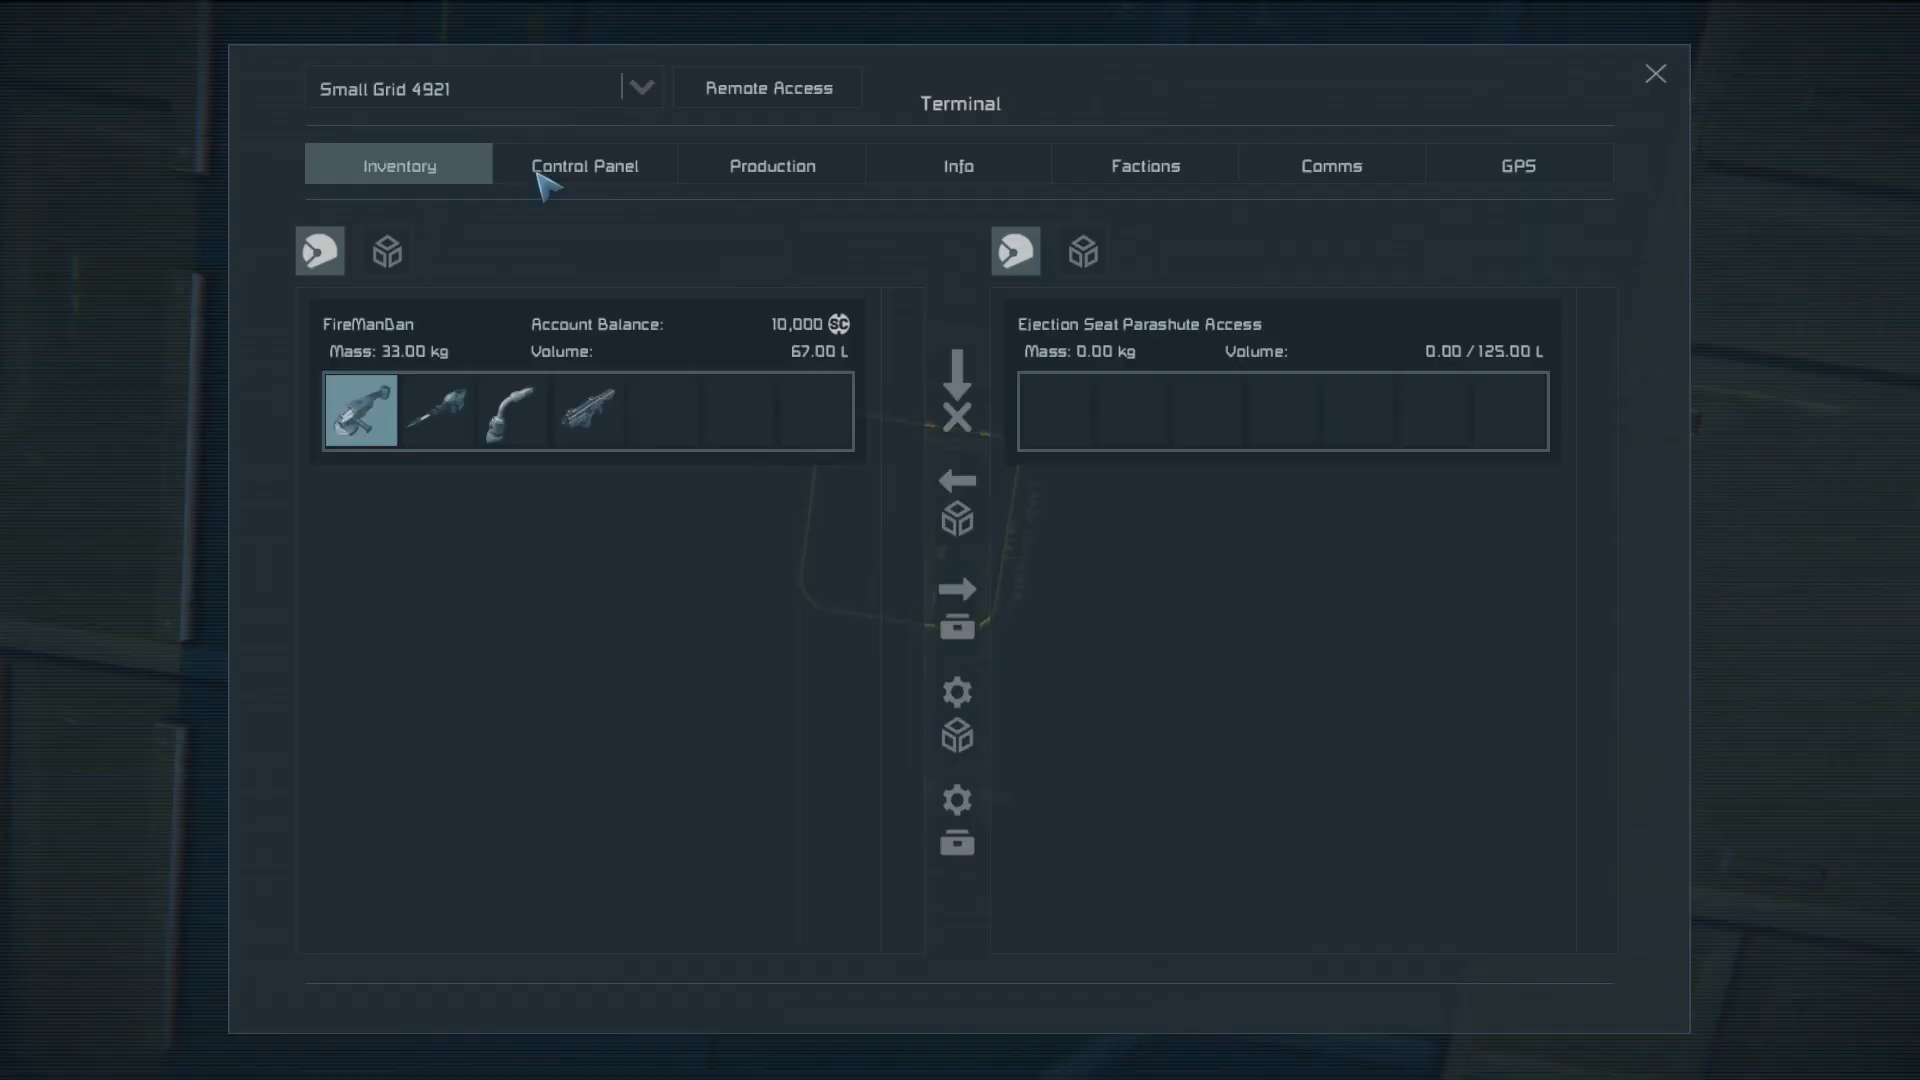 Small Grid 4921
Remote Access
Terminal
Inventory
Control Panel
Production
Info
Factions
Comms
GPS
FireManDan
Account Balance:
10,000 SC
Mass: 33.00 kg
Volume:
67.00 L
Ejection Seat Parashute Access
Mass: 0.00 kg
Volume:
0.00 / 125.00 L